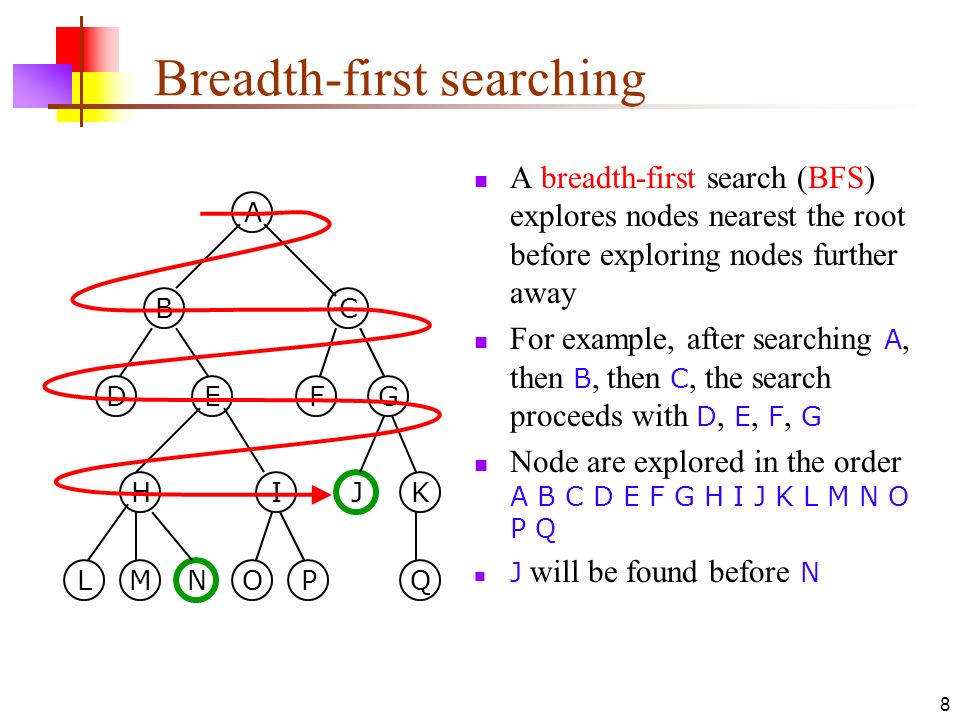 Breadth-first searching
A
B C
D E F G
H I J K
L M N O P Q
A breadth-first search (BFS)
explores nodes nearest the root
before exploring nodes further
away
For example, after searching A,
then B, then C, the search
proceeds with D, E, F, G
Node are explored in the order
A B C D E F G H I J K L M N O
P Q
J will be found before N
8